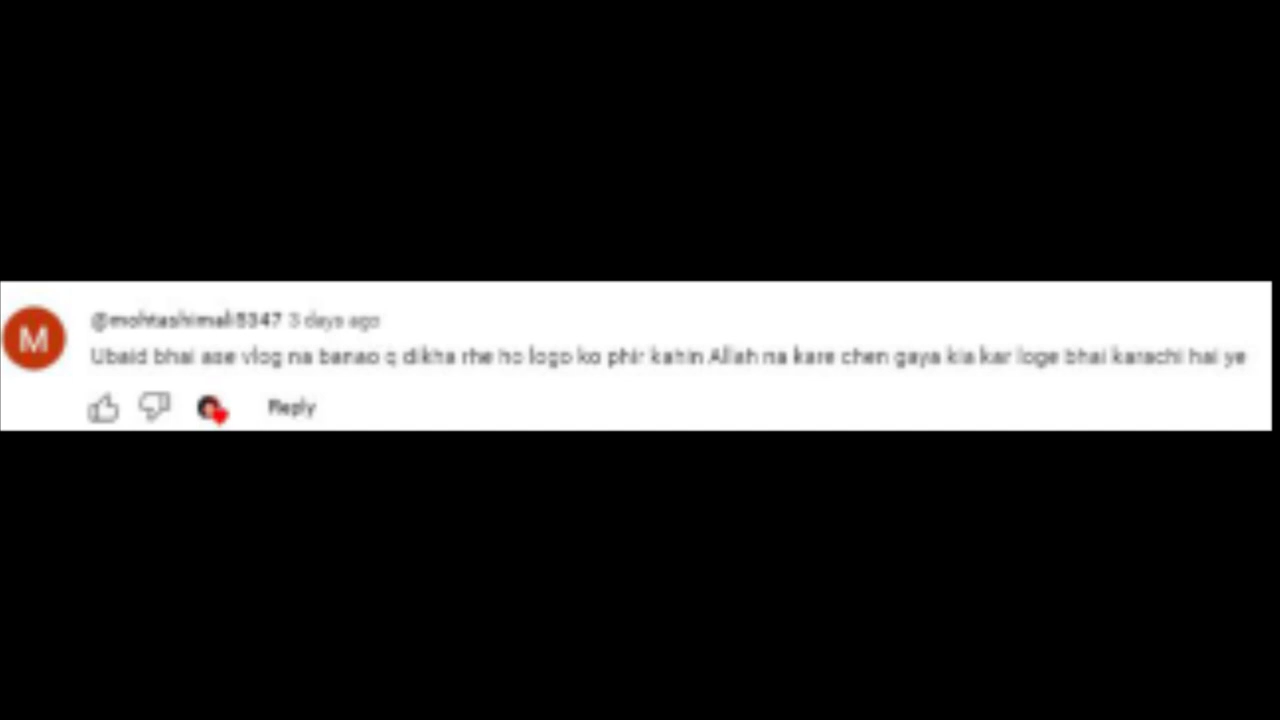 M
@mohtashimali8347 3 days ago
Ubaid bhai ase vlog na banao q dikha rhe ho logo ko phir kahin Allah na kare chen gaya kia kar loge bhai karachi hai ye
Reply